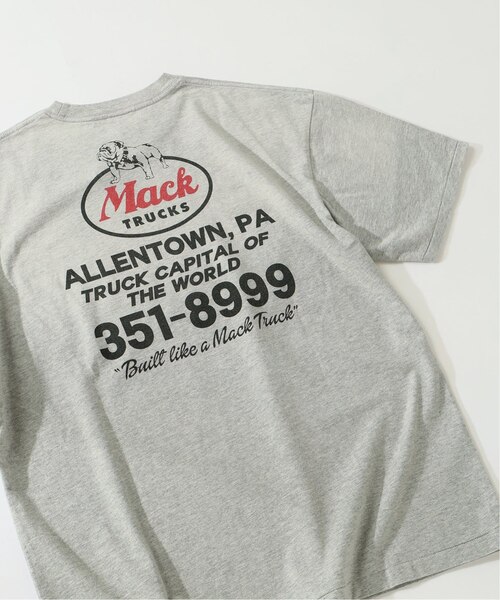 Mack
TRUCKS
ALLENTOWN, PA
TRUCK CAPITAL OF
THE WORLD
351-8999
"Built like a Mack Truck"